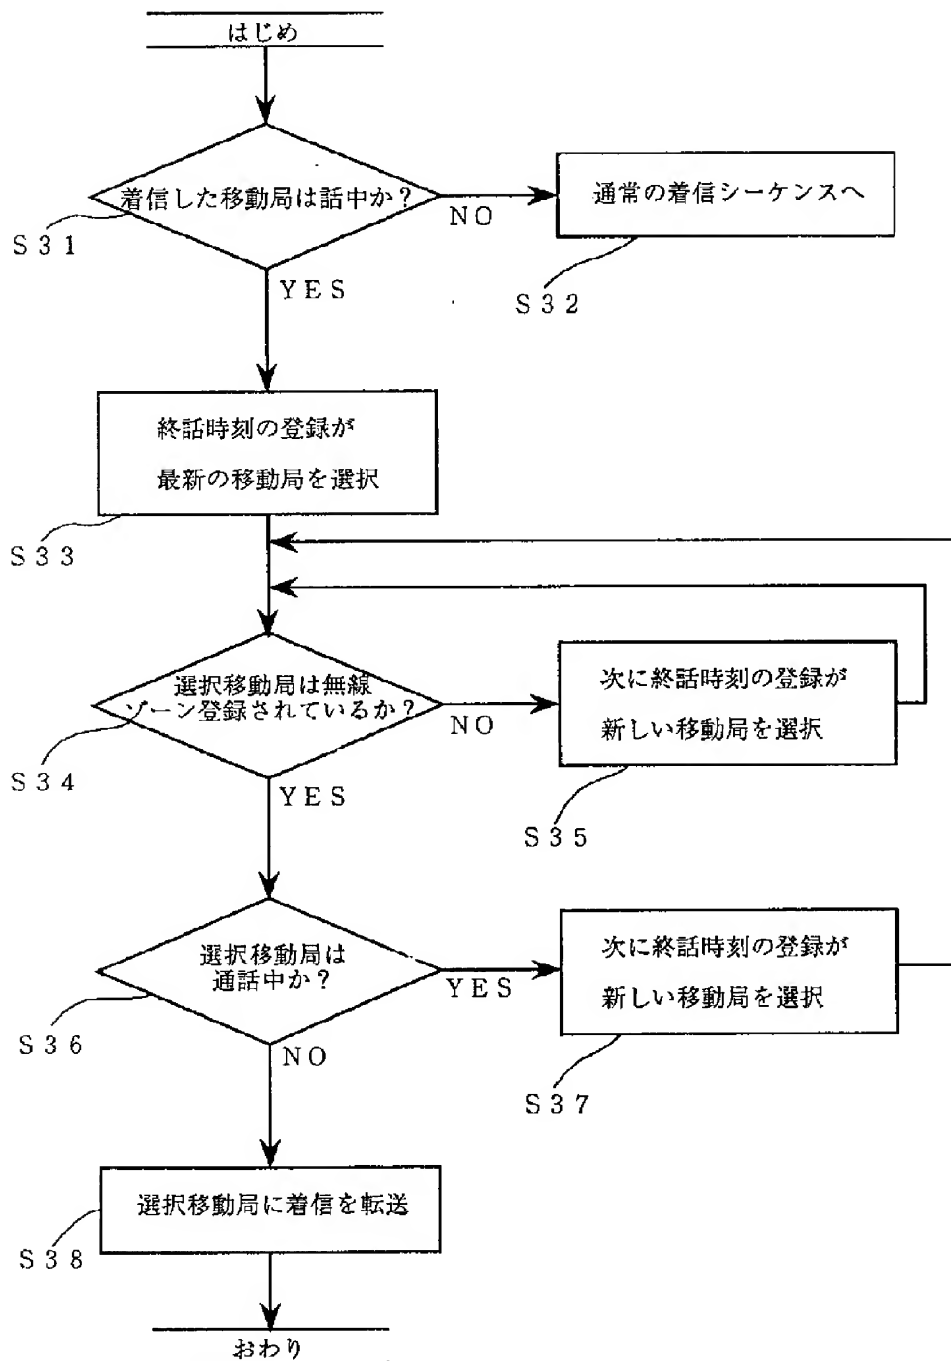 はじめ
着信した移動局は話中か？
NO
通常の着信シーケンスへ
S31
YES
S32
終話時刻の登録が
最新の移動局を選択
S33
選択移動局は無線
ゾーン登録されているか？
NO
次に終話時刻の登録が
新しい移動局を選択
S34
YES
S35
選択移動局は
通話中か？
YES
次に終話時刻の登録が
新しい移動局を選択
S36
NO
S37
選択移動局に着信を転送
S38
おわり